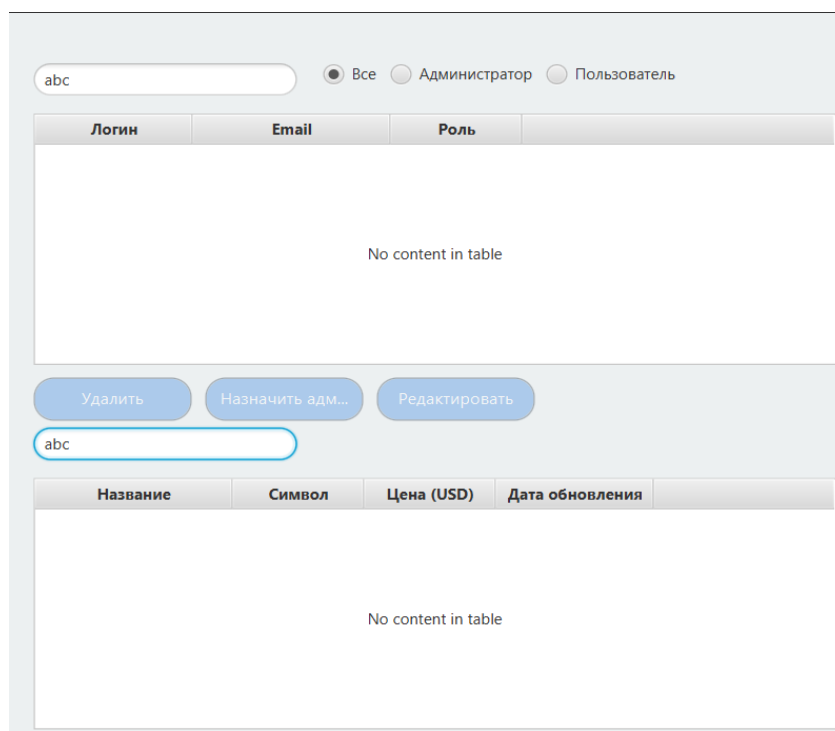 abc Все Администратор Пользователь
Логин Email Роль
No content in table
Удалить Назначить адм... Редактировать
abc
Название Символ Цена (USD) Дата обновления
No content in table